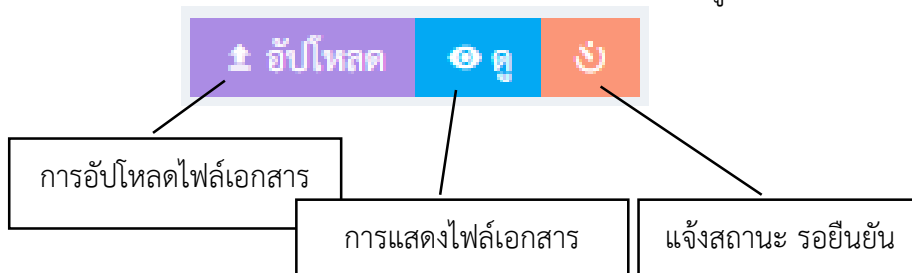 อัปโหลด ดู
การอัปโหลดไฟล์เอกสาร
การแสดงไฟล์เอกสาร
แจ้งสถานะ รอยืนยัน